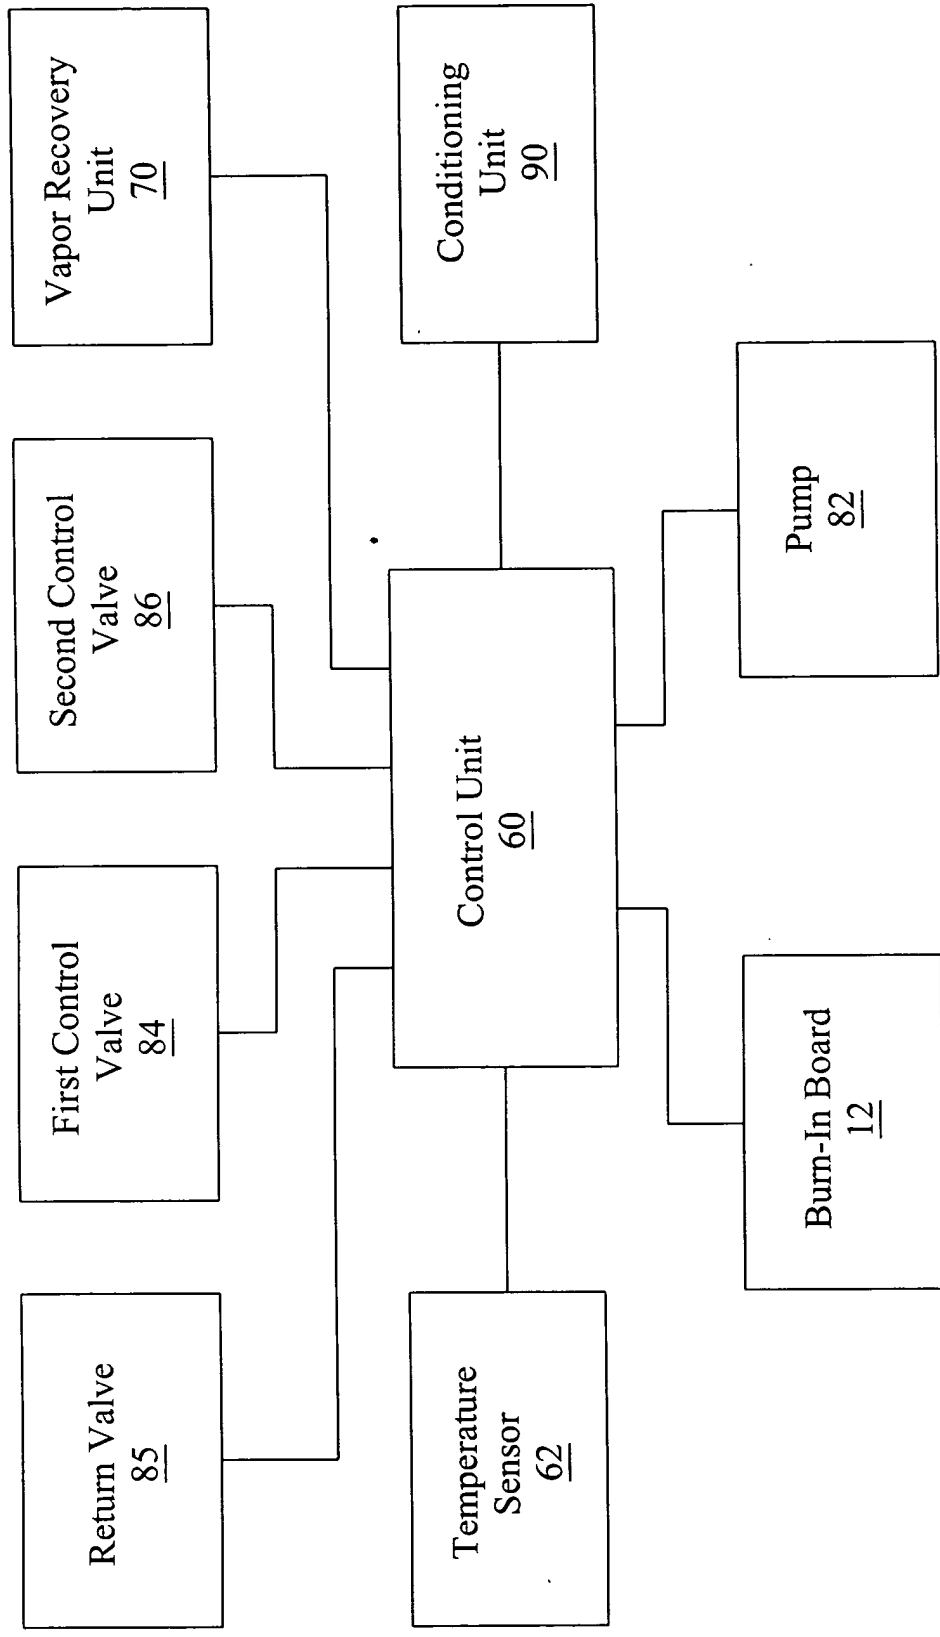 Return Valve
85
First Control
Valve
84
Second Control
Valve
86
Vapor Recovery
Unit
70
Temperature
Sensor
62
Control Unit
60
Conditioning
Unit
90
Burn-In Board
12
Pump
82